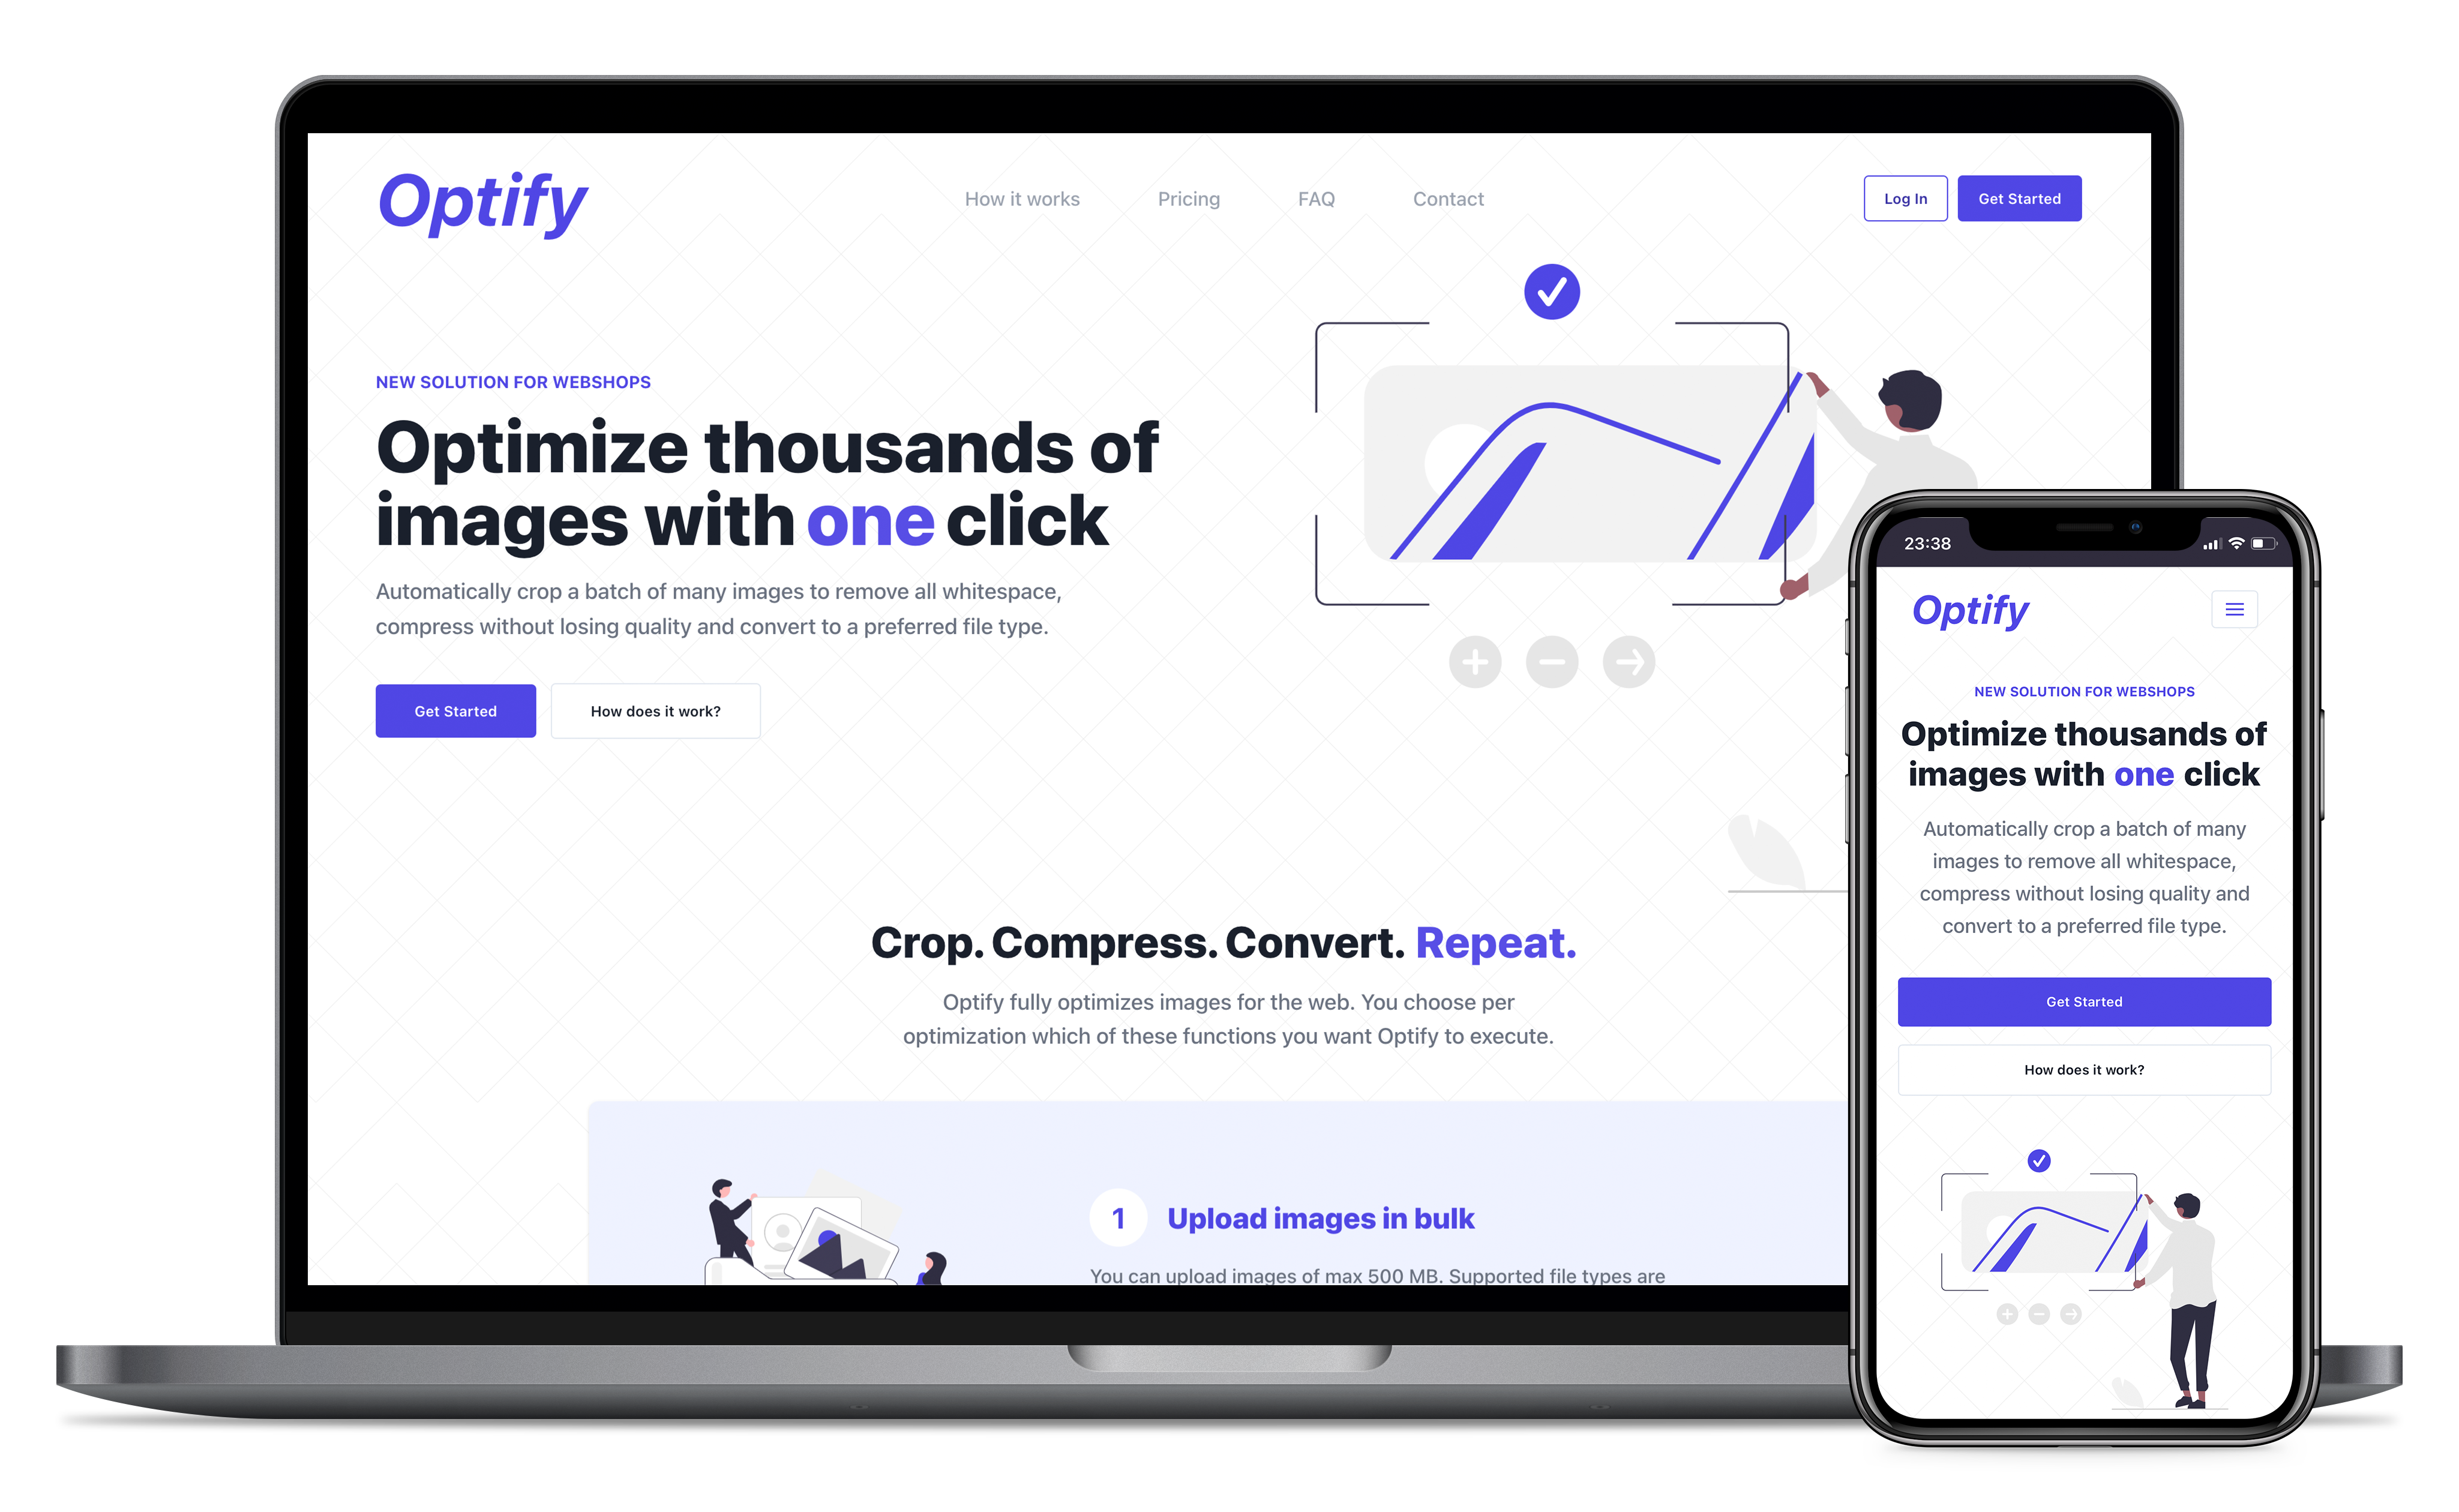 Optify
How it works
Pricing
FAQ
Contact
Log In
Get Started
NEW SOLUTION FOR WEBSHOPS
Optimize thousands of
images with one click
Automatically crop a batch of many images to remove all whitespace,
compress without losing quality and convert to a preferred file type.
Get Started
How does it work?
Crop. Compress. Convert. Repeat.
Optify fully optimizes images for the web. You choose per
optimization which of these functions you want Optify to execute.
1
Upload images in bulk
You can upload images of max 500 MB. Supported file types are
23:38
Optify
NEW SOLUTION FOR WEBSHOPS
Optimize thousands of
images with one click
Automatically crop a batch of many
images to remove all whitespace,
compress without losing quality and
convert to a preferred file type.
Get Started
How does it work?